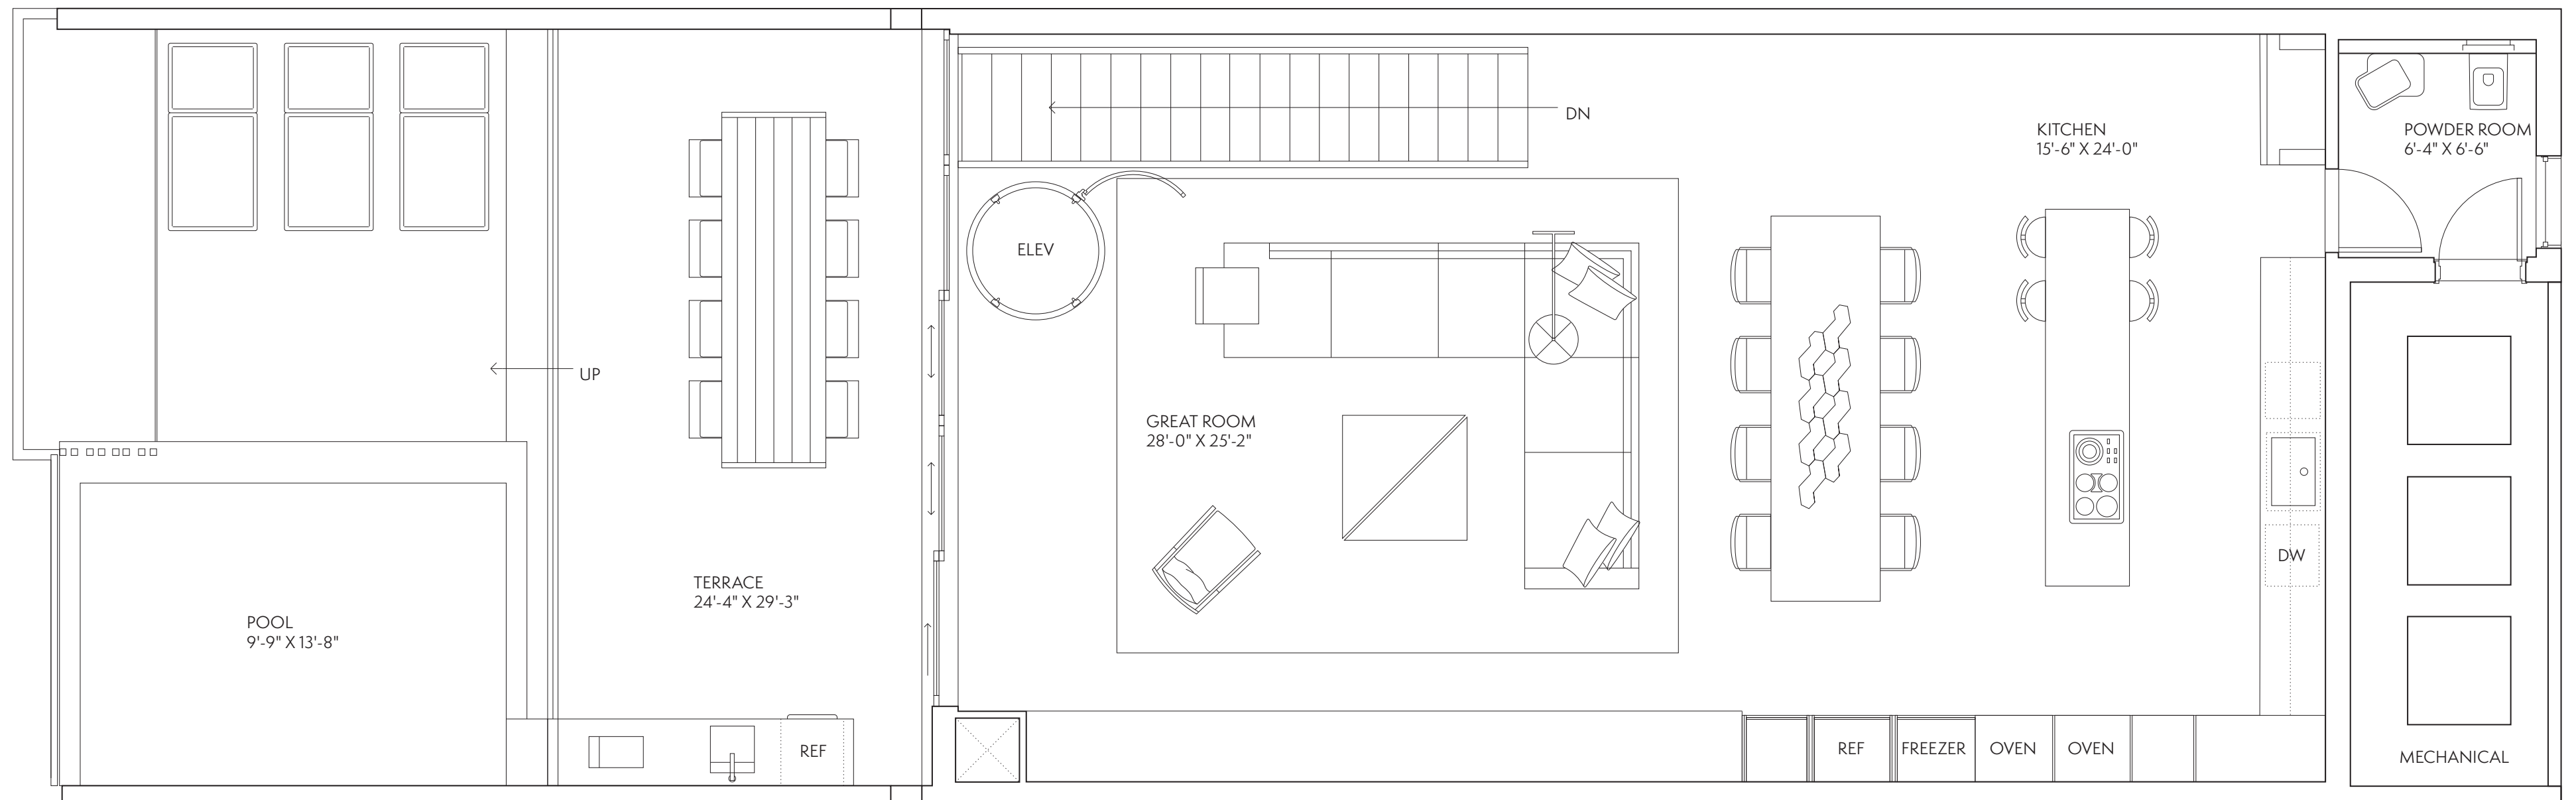 DN
KITCHEN
15'-6" X 24'-0"
POWDER ROOM
6'-4" X 6'-6"
ELEV
UP
GREAT ROOM
28'-0" X 25'-2"
DW
TERRACE
24'-4" X 29'-3"
POOL
9'-9" X 13'-8"
REF
REF
FREEZER
OVEN
OVEN
MECHANICAL